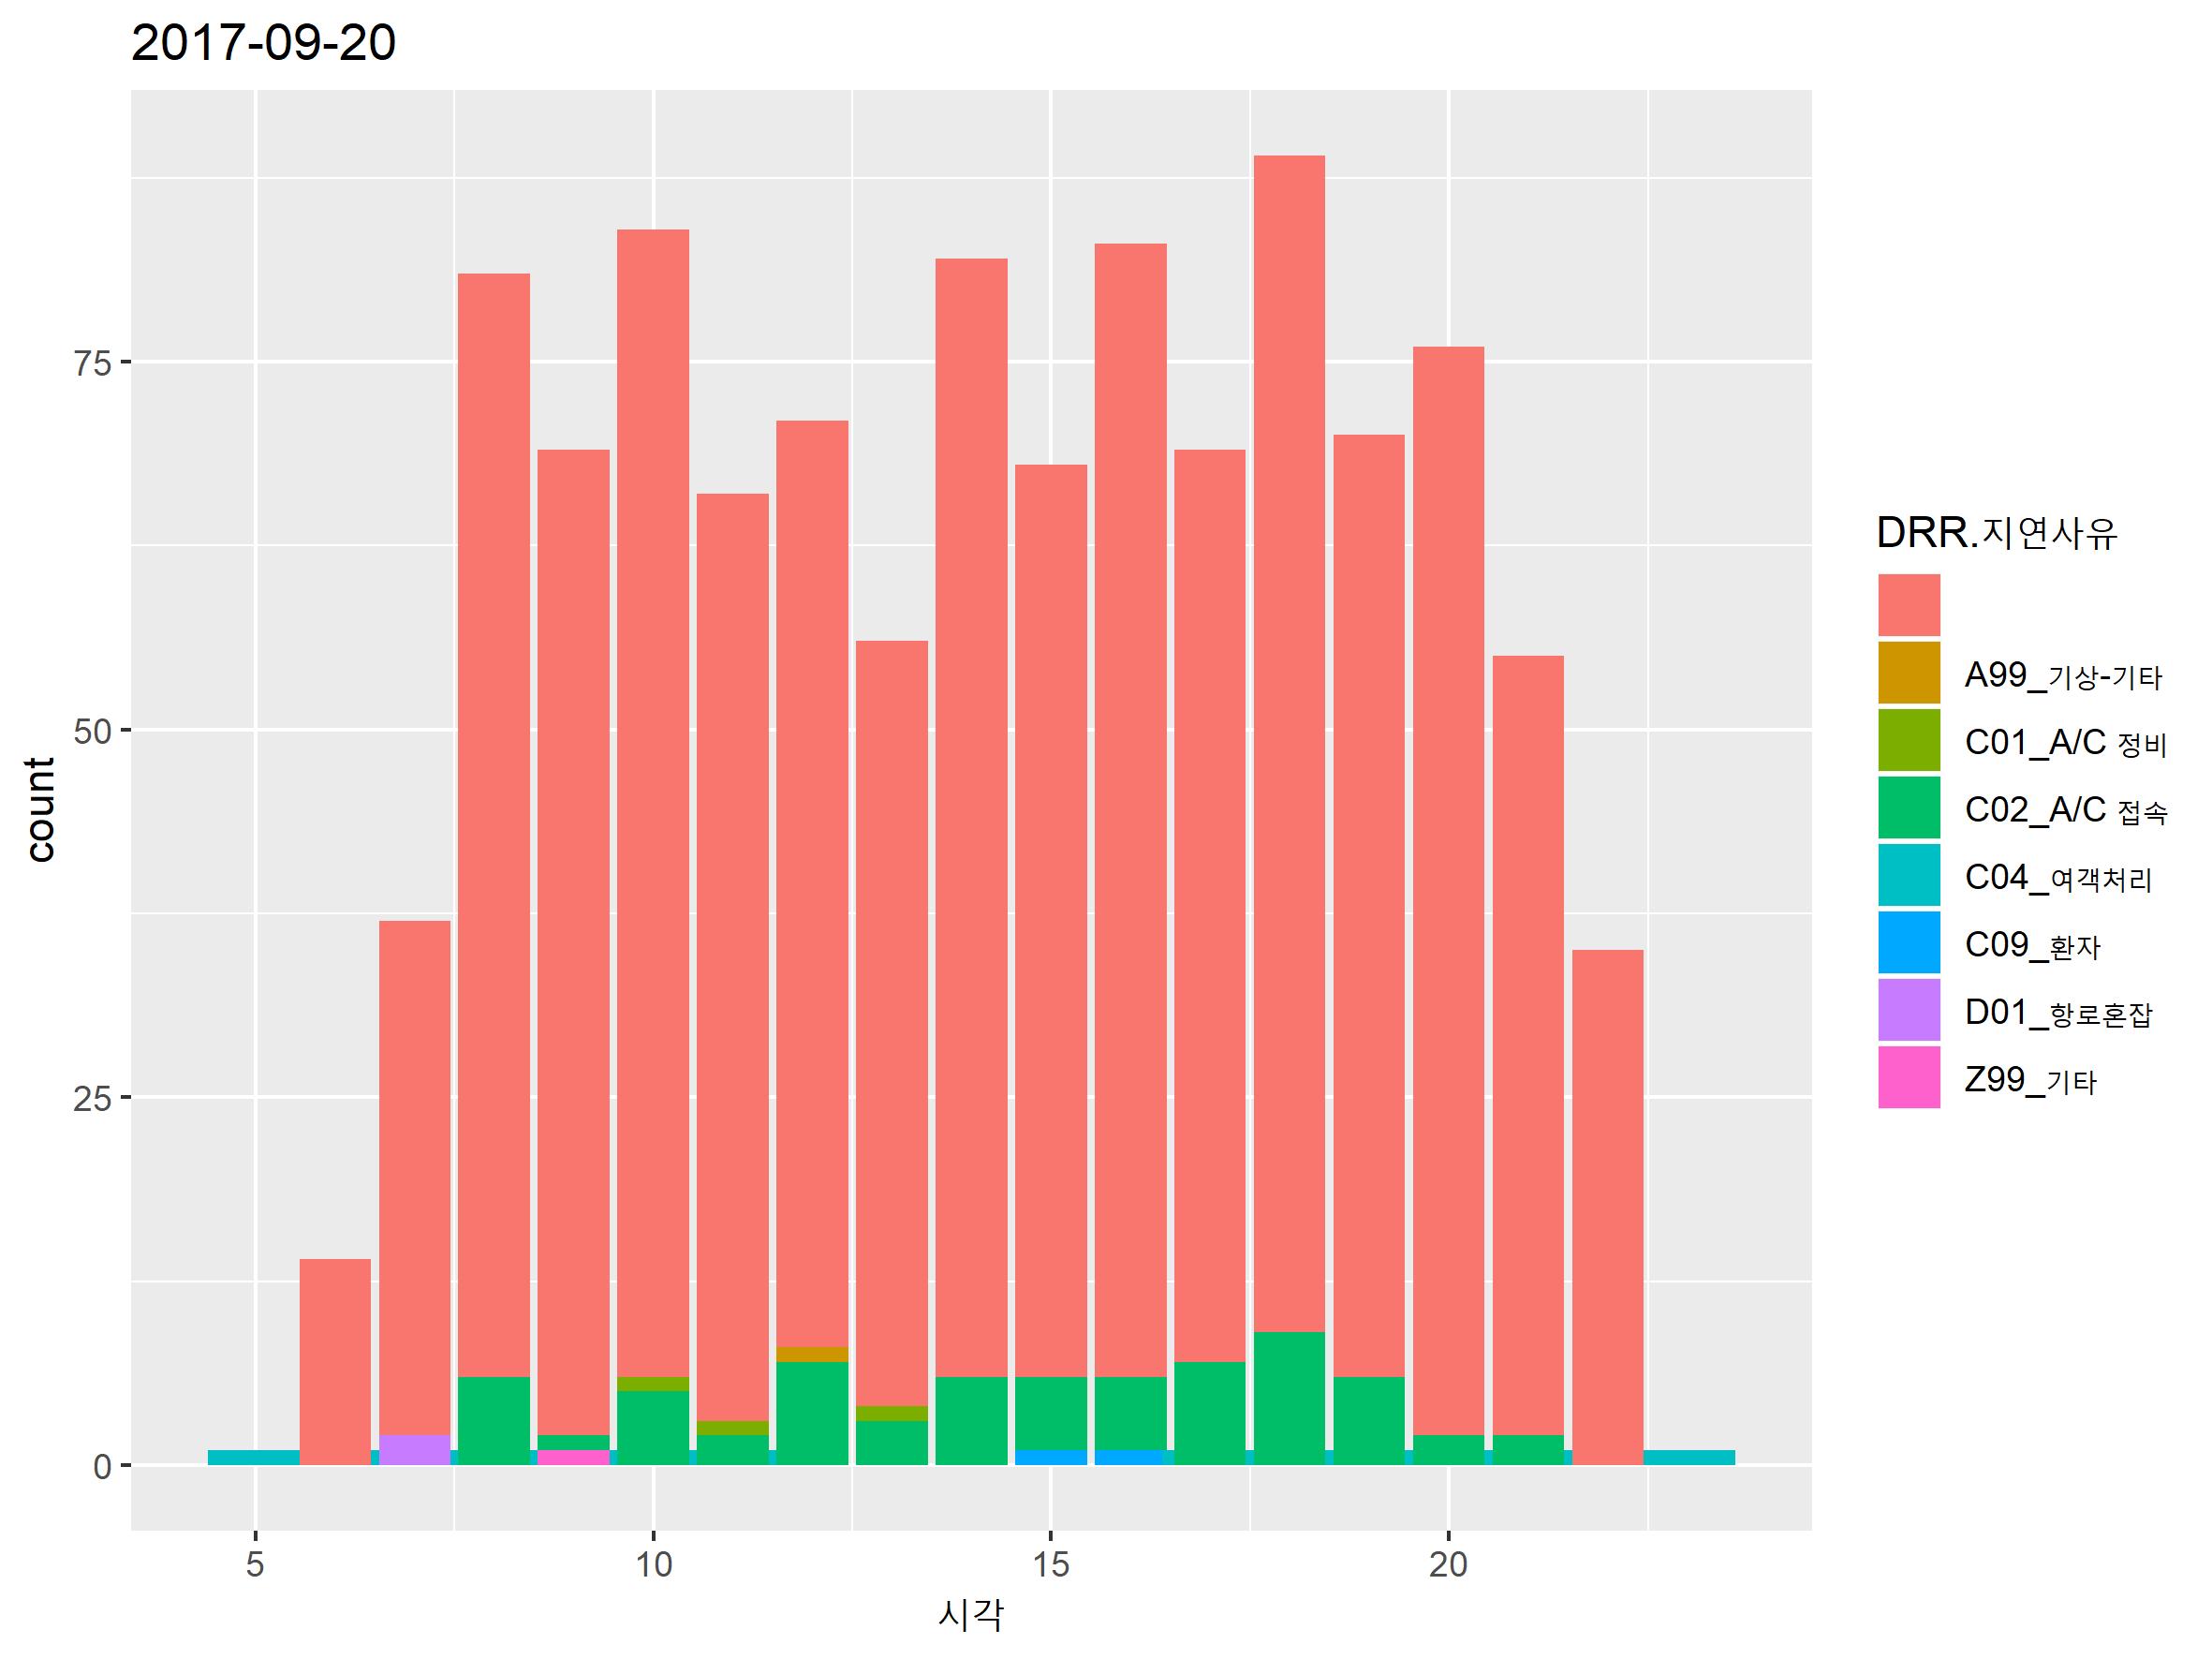 2017-09-20
count
75
50
25
0
5
10
15
20
시각
DRR.지연사유
A99_기상-기타
C01_A/C 정비
C02_A/C 접속
C04_여객처리
C09_환자
D01_항로혼잡
Z99_기타